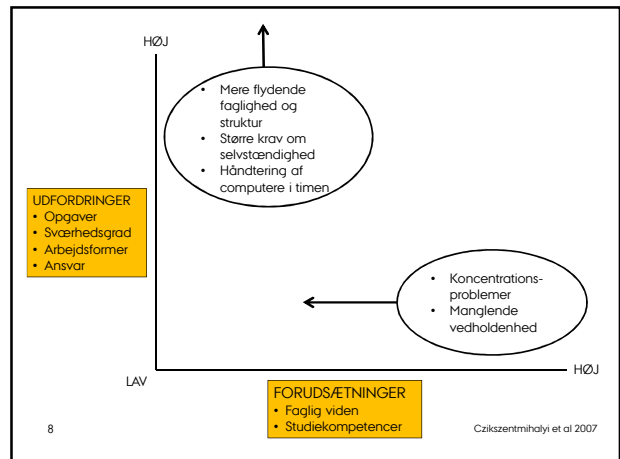 HØJ
• Mere flydende
faglighed og
struktur
• Større krav om
selvstændighed
• Håndtering af
computere i timen
UDFORDRINGER
• Opgaver
• Sværhedsgrad
• Arbejdsformer
• Ansvar
• Koncentrations-
problemer
• Manglende
vedholdenhed
LAV
HØJ
FORUDSÆTNINGER
• Faglig viden
• Studiekompetencer
8
Czikszentmihalyi et al 2007